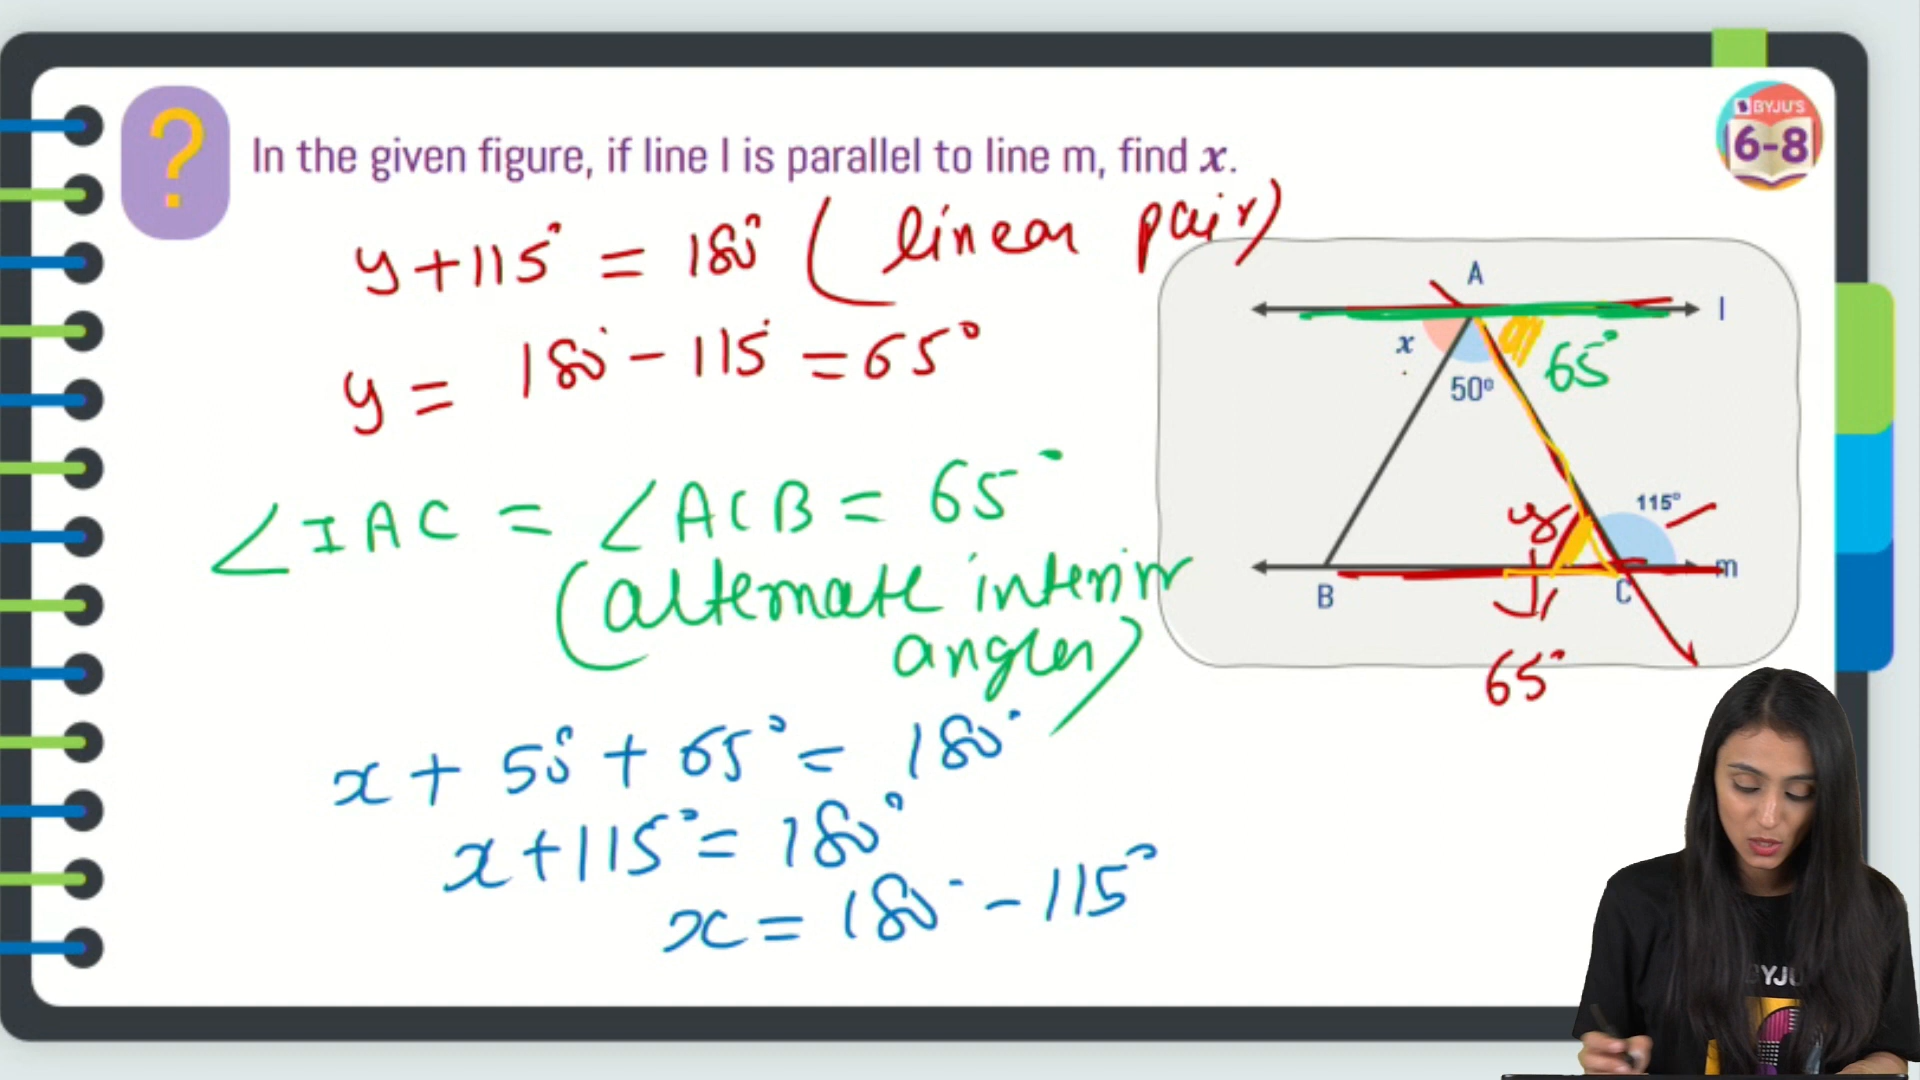 BYJU'S
6-8
?
In the given figure, if line l is parallel to line m, find x.
y + 115° = 180° (linear pair)
y = 180° - 115° = 65°
∠IAC = ∠ACB = 65°
(alternate interior
angles)
x + 50° + 65° = 180°
x + 115° = 180°
x = 180° - 115°
A
l
x
50°
65°
y
115°
B
C
m
65°